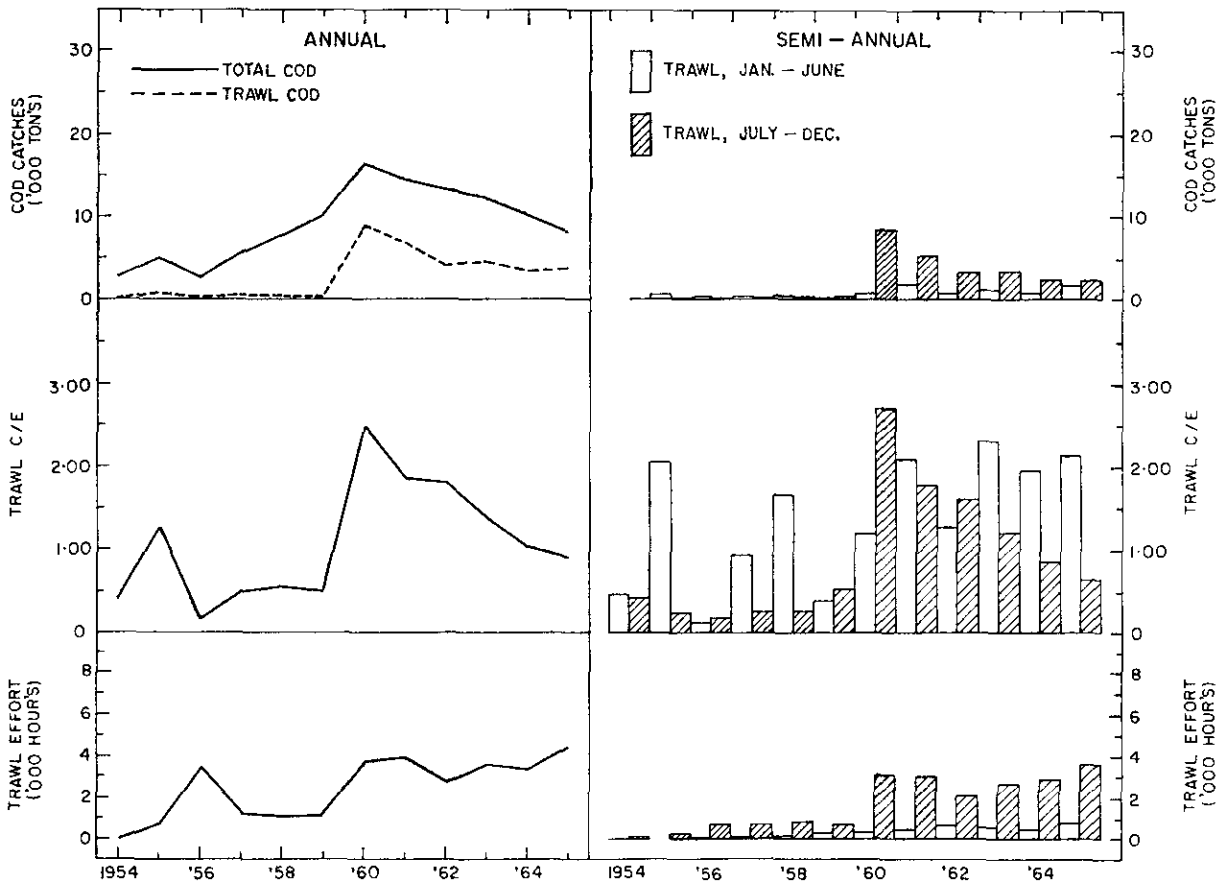 ANNUAL
TOTAL COD
TRAWL COD
COD CATCHES
('000 TON'S)
30
20
10
0
TRAWL C/E
3·00
2·00
1·00
0
TRAWL EFFORT
('000 HOUR'S)
8
6
4
2
0
1954 '56 '58 '60 '62 '64
SEMI – ANNUAL
TRAWL, JAN. – JUNE
TRAWL, JULY – DEC.
30
20
10
0
COD CATCHES
('000 TONS)
3·00
2·00
1·00
0
TRAWL C/E
8
6
4
2
0
TRAWL EFFORT
('000 HOUR'S)
1954 '56 '58 '60 '62 '64